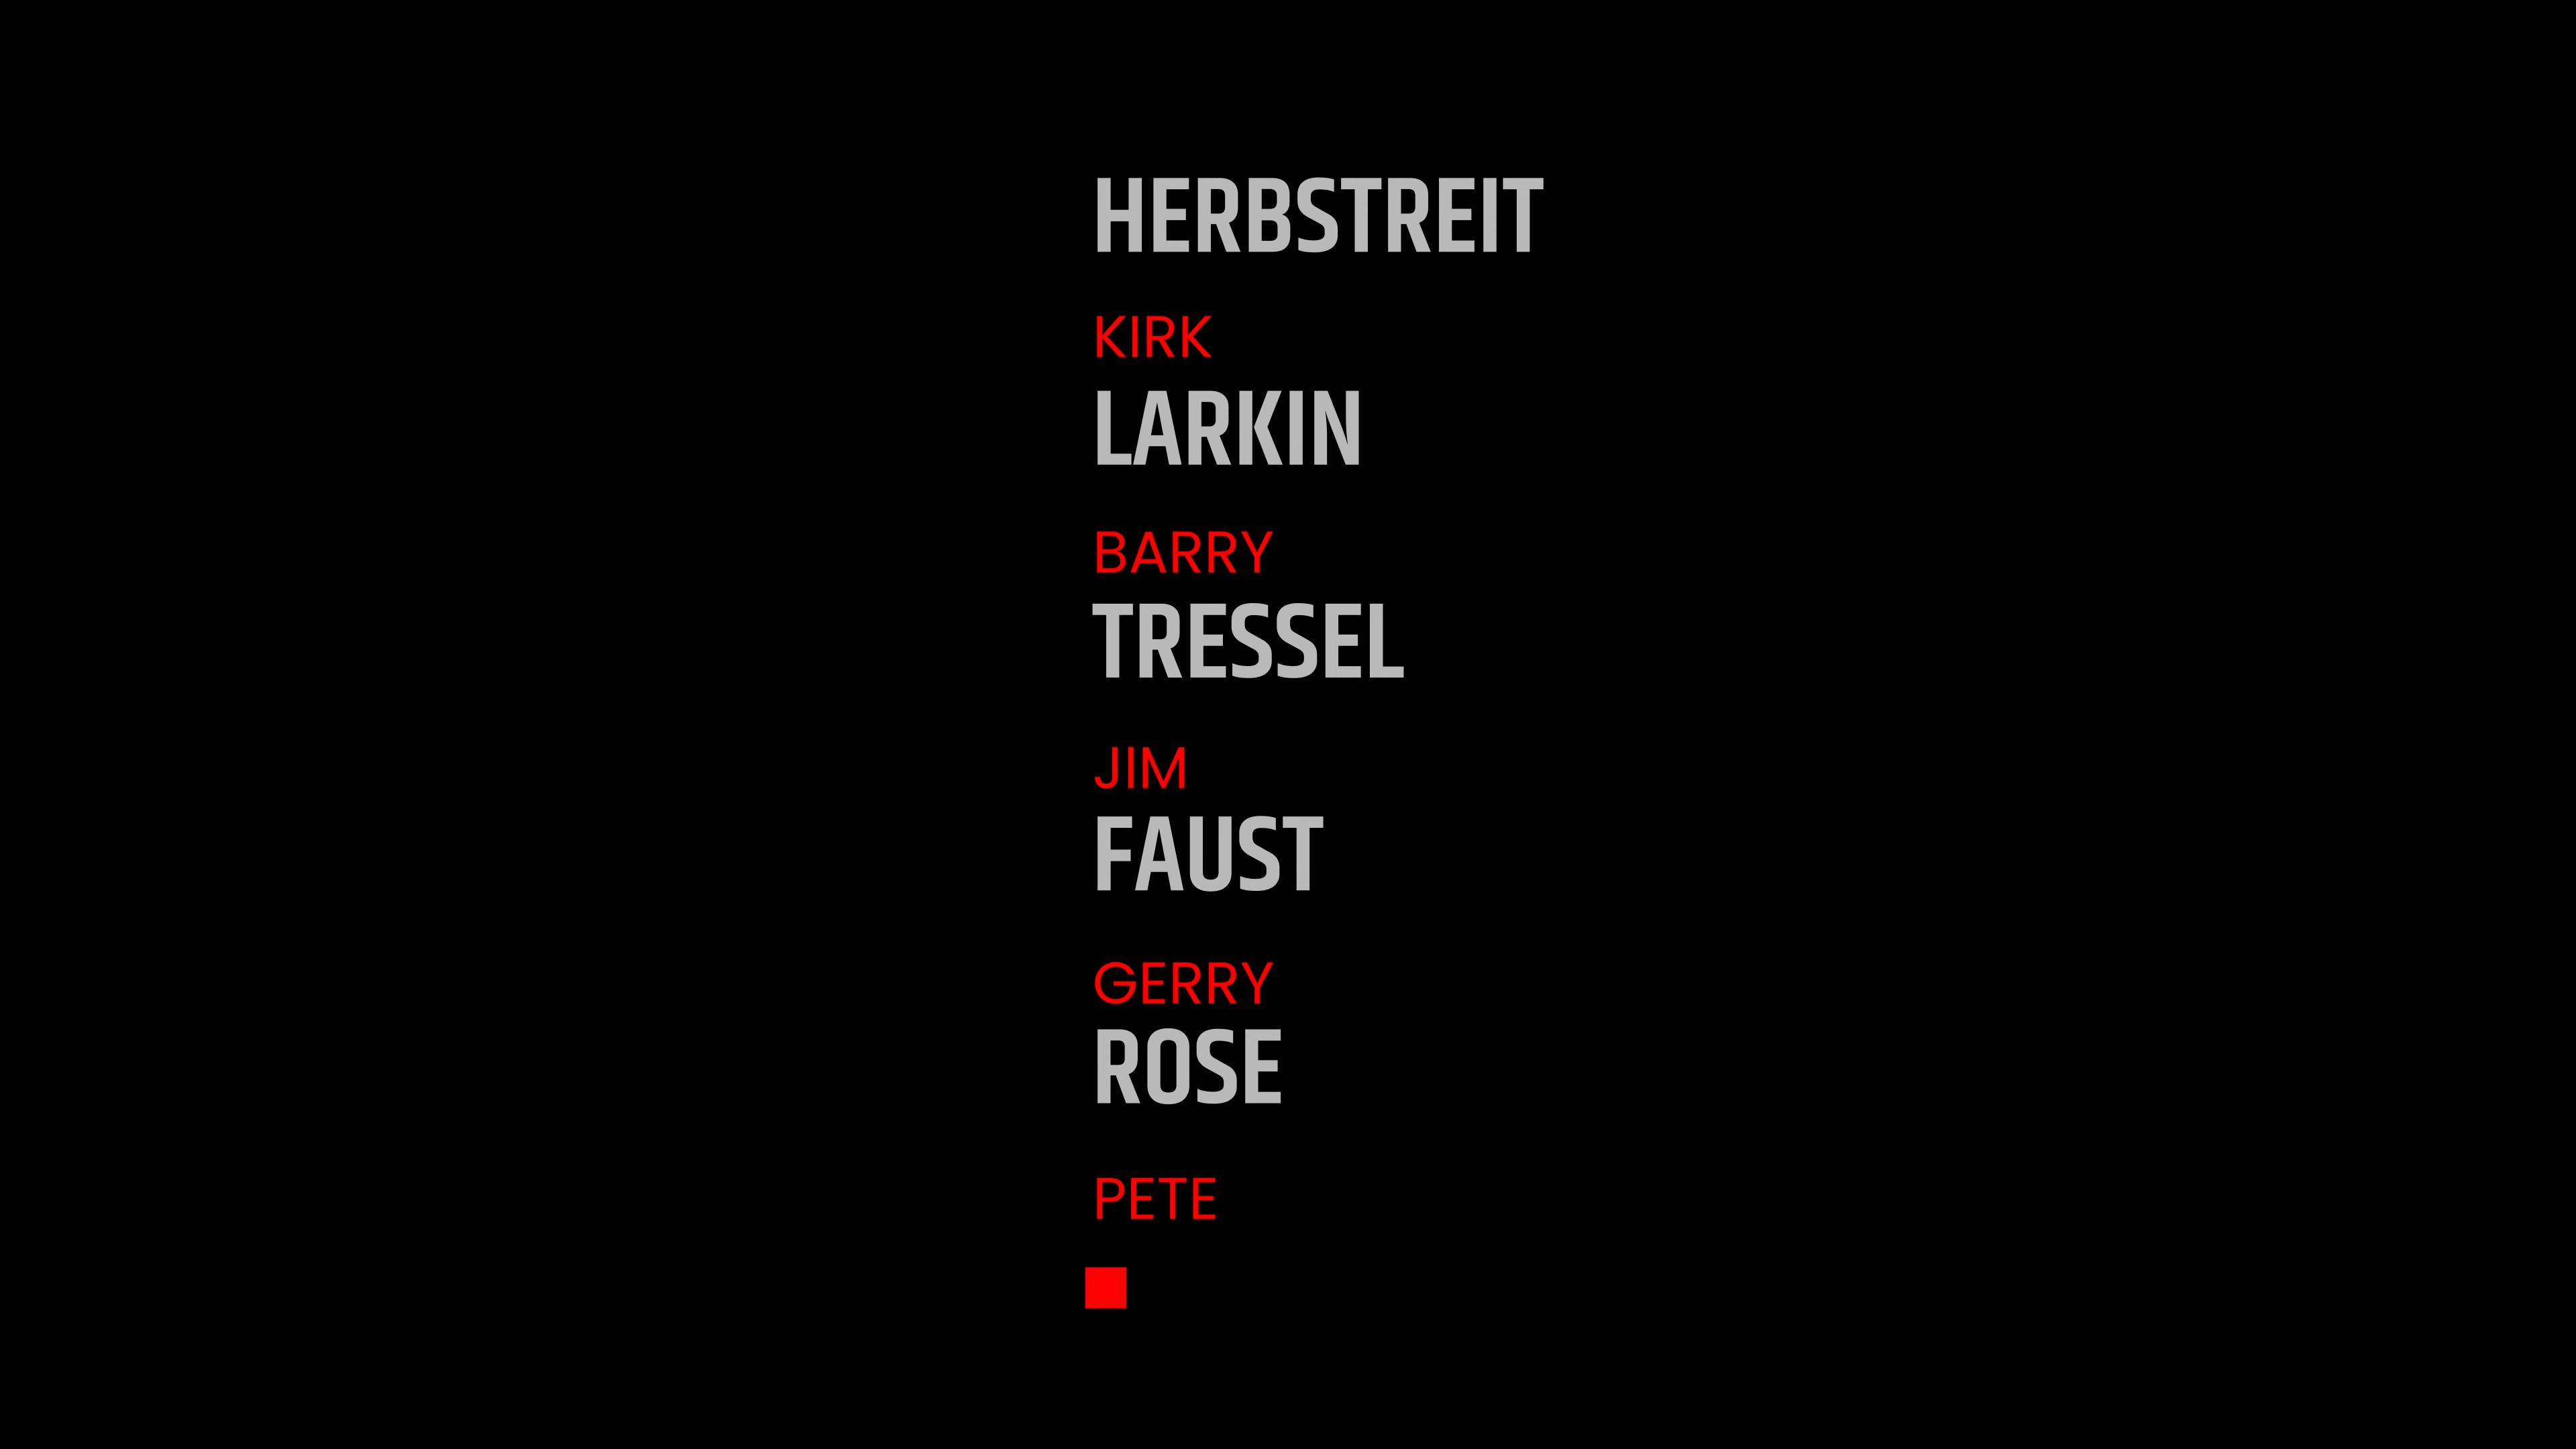 HERBSTREIT
KIRK
LARKIN
BARRY
TRESSEL
JIM
FAUST
GERRY
ROSE
PETE